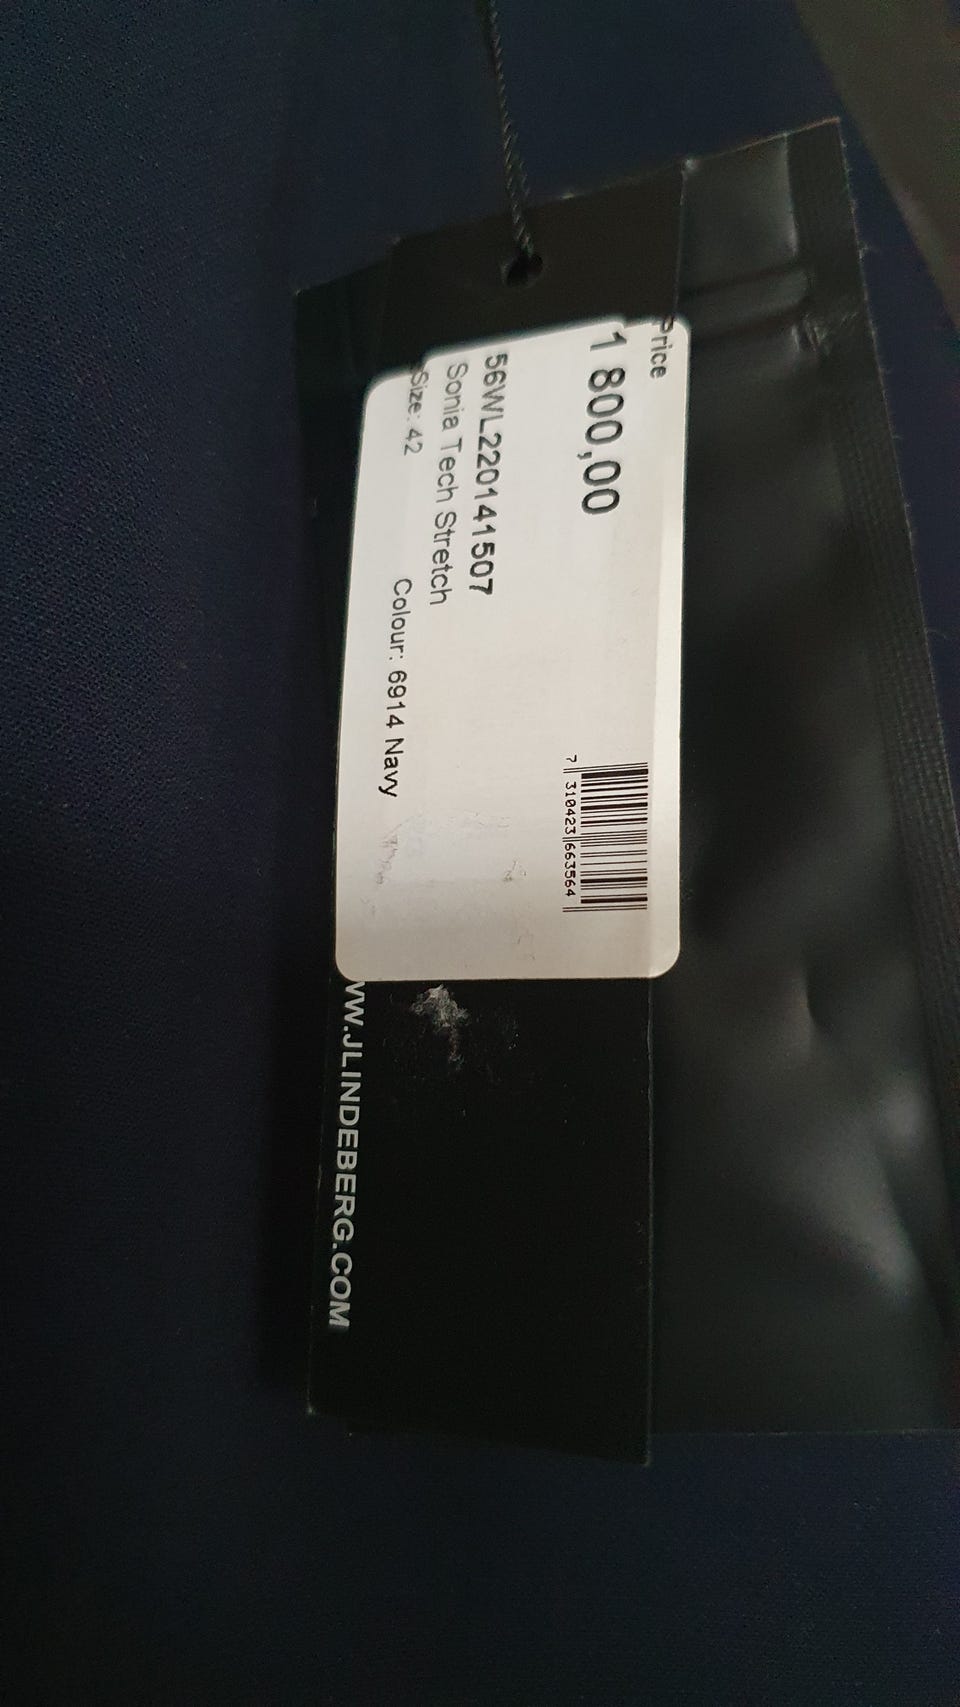 Price
1 800,00
56WL220141507
Sonia Tech Stretch
Size: 42 Colour: 6914 Navy
7 310423 663564
WW.JLINDEBERG.COM